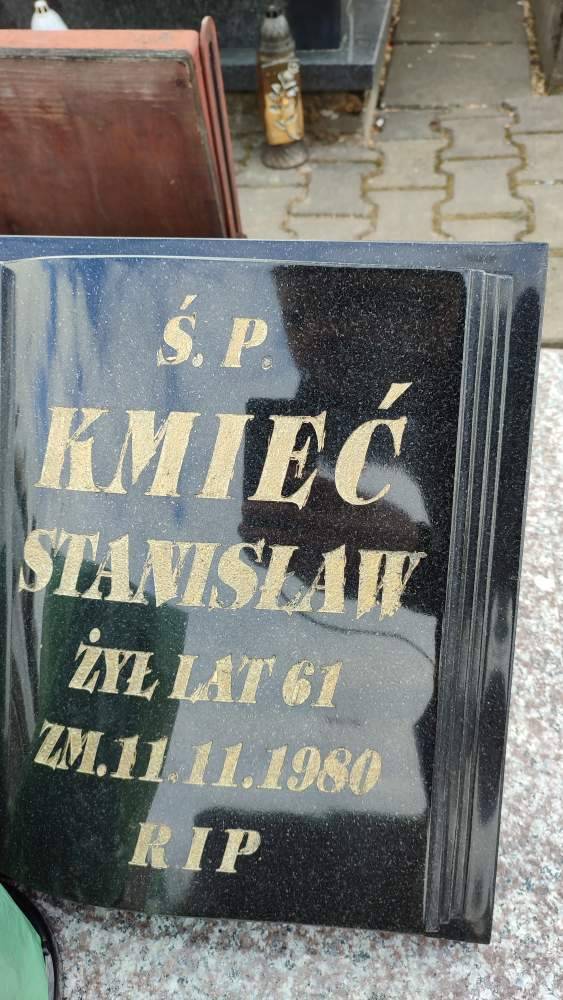 Ś. P.
KMIEĆ
STANISŁAW
ŻYŁ LAT 61
ZM.11.11.1980
RIP